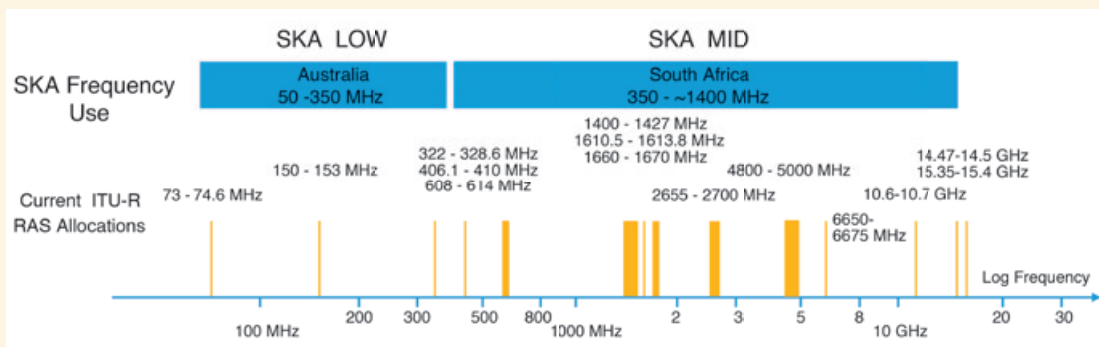 SKA LOW
SKA MID
SKA Frequency
Use
Australia
50 -350 MHz
South Africa
350 - ~1400 MHz
1400 - 1427 MHz
1610.5 - 1613.8 MHz
1660 - 1670 MHz
322 - 328.6 MHz
406.1 - 410 MHz
608 - 614 MHz
150 - 153 MHz
4800 - 5000 MHz
14.47-14.5 GHz
15.35-15.4 GHz
Current ITU-R
RAS Allocations
73 - 74.6 MHz
2655 - 2700 MHz
10.6-10.7 GHz
6650-
6675 MHz
Log Frequency
100 MHz
200
300
500
800
1000 MHz
2
3
5
8
10 GHz
20
30